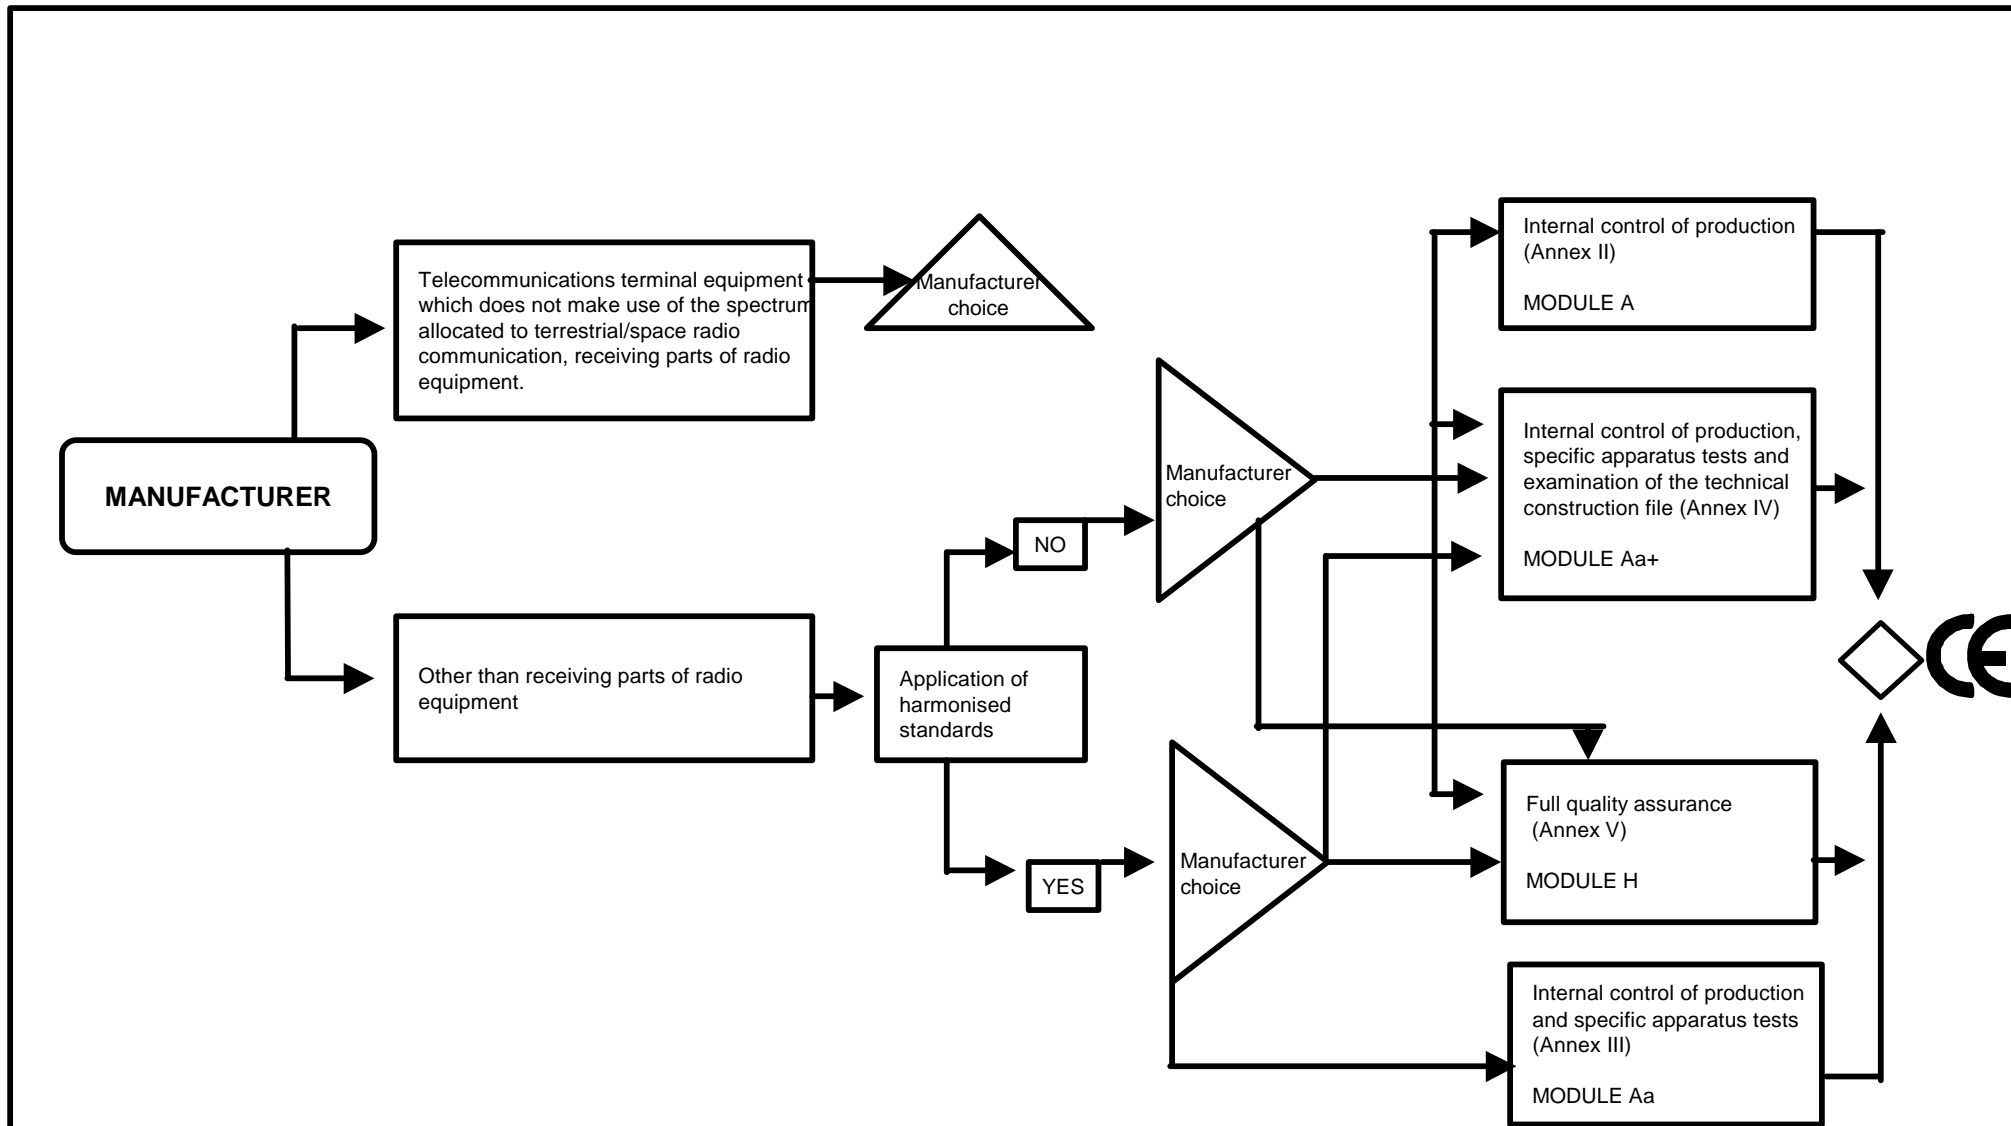 MANUFACTURER
Telecommunications terminal equipment
which does not make use of the spectrum
allocated to terrestrial/space radio
communication, receiving parts of radio
equipment.
Manufacturer
choice
Other than receiving parts of radio
equipment
Application of
harmonised
standards
NO
YES
Manufacturer
choice
Manufacturer
choice
Internal control of production
(Annex II)
MODULE A
Internal control of production,
specific apparatus tests and
examination of the technical
construction file (Annex IV)
MODULE Aa+
Full quality assurance
(Annex V)
MODULE H
Internal control of production
and specific apparatus tests
(Annex III)
MODULE Aa
CE